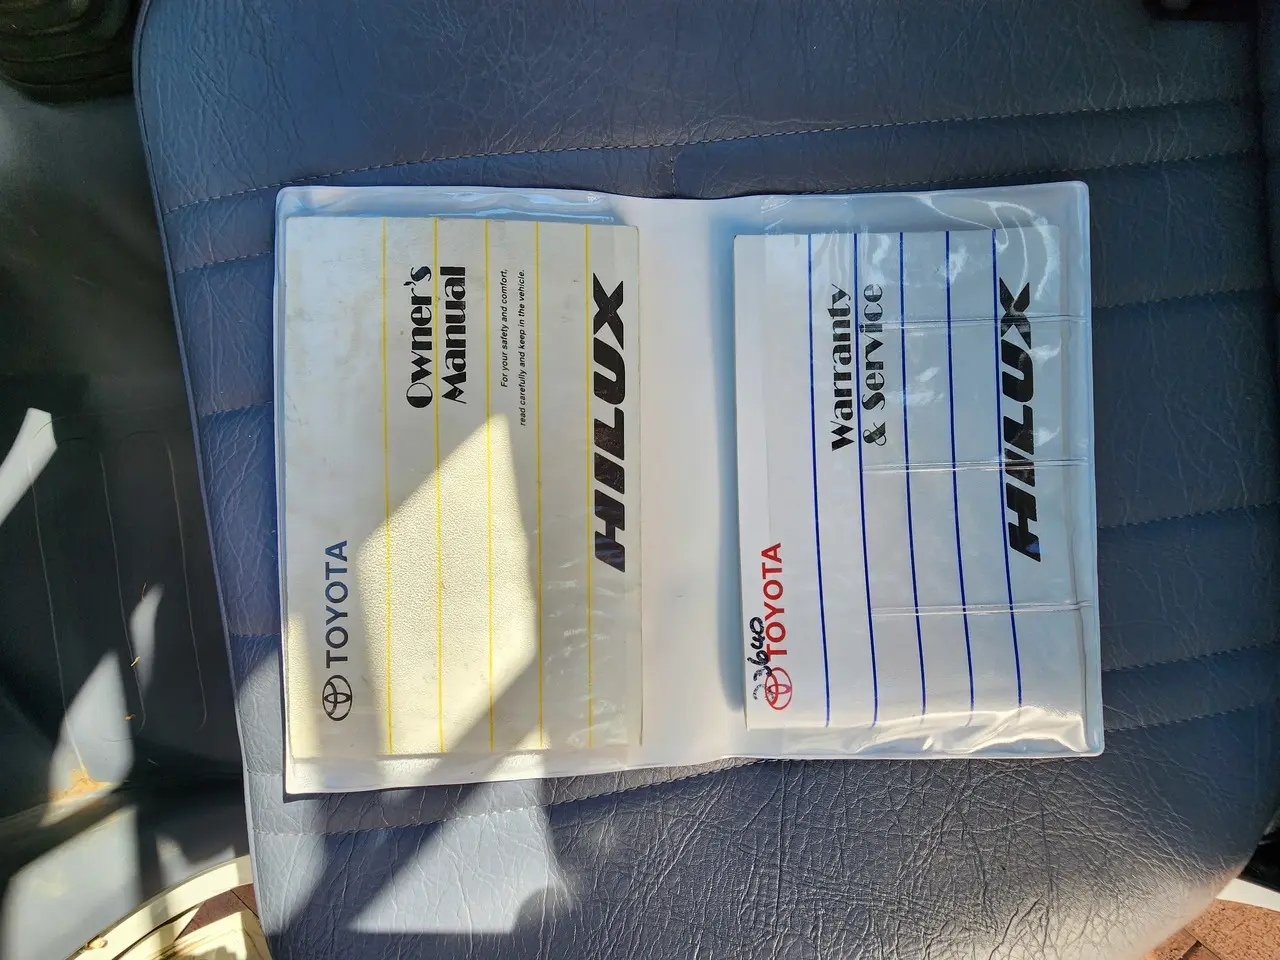 TOYOTA
Owner's
Manual
For your safety and comfort,
read carefully and keep in the vehicle.
HILUX
TOYOTA
Warranty
& Service
HILUX